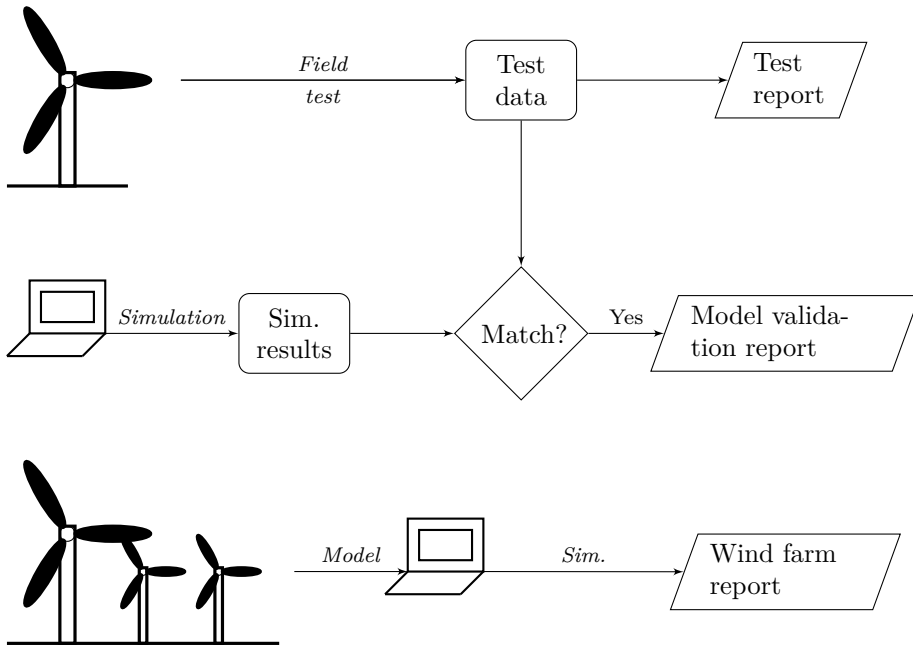 Field
test
Test
data
Test
report
Simulation
Sim.
results
Match?
Yes
Model valida-
tion report
Model
Sim.
Wind farm
report